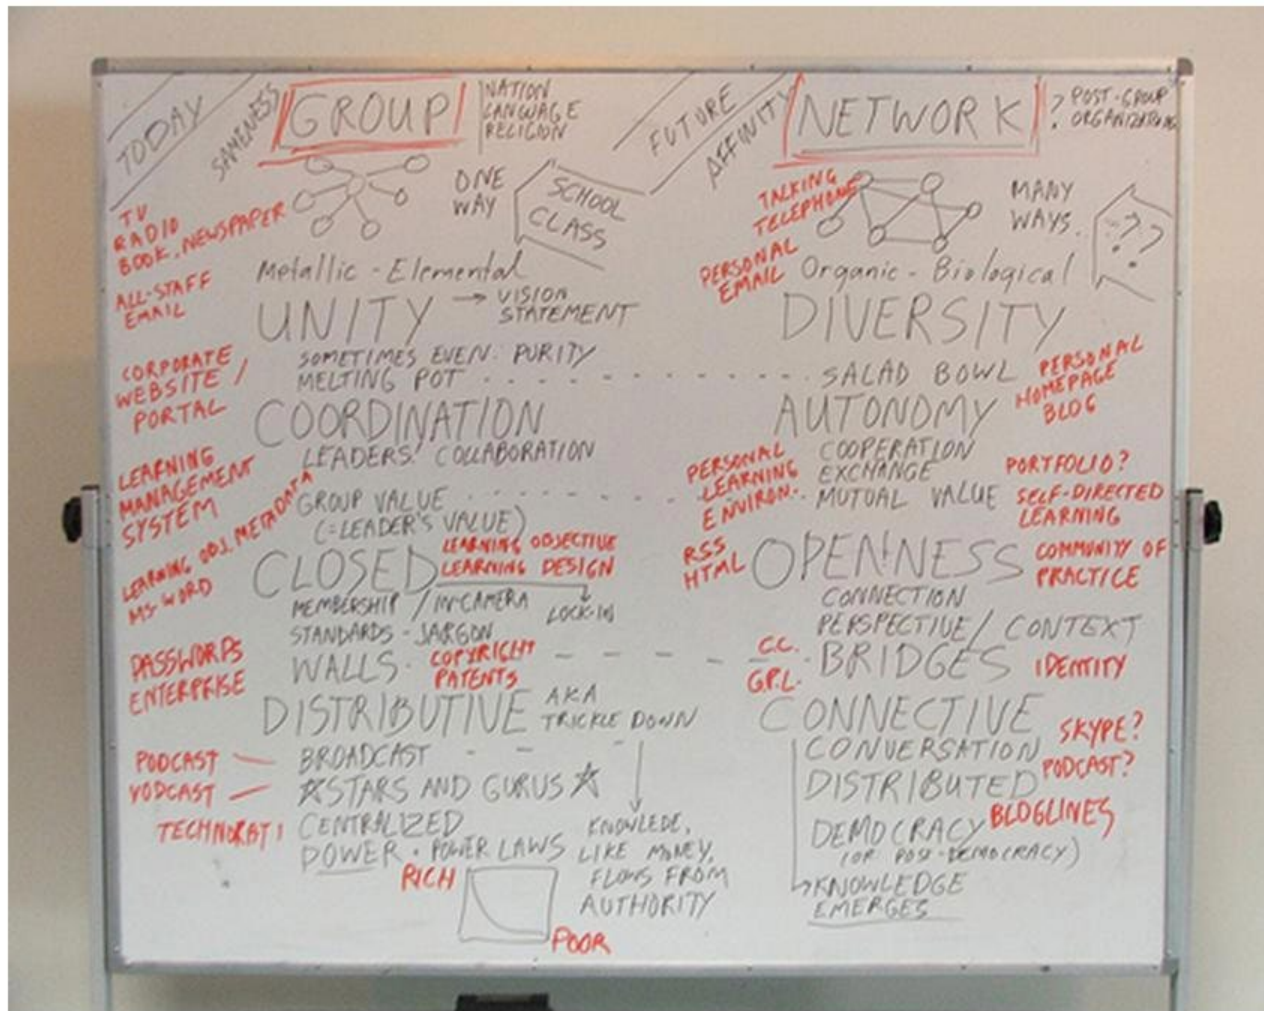 TODAY
SAMENESS
GROUP
NATION
LANGUAGE
RELIGION
ONE
WAY
SCHOOL
CLASS
TV
RADIO
BOOK, NEWSPAPER
ALL-STAFF
EMAIL
Metallic - Elemental
UNITY → VISION
STATEMENT
SOMETIMES EVEN: PURITY
MELTING POT
CORPORATE
WEBSITE /
PORTAL
COORDINATION
LEADERS! COLLABORATION
LEARNING
MANAGEMENT
SYSTEM
GROUP VALUE
(=LEADER'S VALUE)
LEARNING OBJ. METADATA
MS-WORD
CLOSED
LEARNING OBJECTIVE
LEARNING DESIGN
MEMBERSHIP / IN-CAMERA
LOCK-IN
STANDARDS - JARGON
WALLS
COPYRIGHT
PATENTS
PASSWORDS
ENTERPRISE
DISTRIBUTIVE AKA
TRICKLE DOWN
PODCAST
VODCAST
BROADCAST
STARS AND GURUS
TECHNORATI
CENTRALIZED
POWER · POWER LAWS
RICH
POOR
KNOWLEDE,
LIKE MONEY,
FLOWS FROM
AUTHORITY
FUTURE
AFFINITY
NETWORK
? POST-GROUP
TALKING
TELEPHONE
MANY
WAYS.
??
PERSONAL
EMAIL
Organic - Biological
DIVERSITY
SALAD BOWL
PERSONAL
HOMEPAGE
BLOG
AUTONOMY
COOPERATION
EXCHANGE
MUTUAL VALUE
PERSONAL
LEARNING
ENVIRON.
PORTFOLIO?
SELF-DIRECTED
LEARNING
RSS
HTML
OPENNESS
COMMUNITY OF
PRACTICE
CONNECTION
PERSPECTIVE / CONTEXT
C.C.
G.P.L.
BRIDGES
IDENTITY
CONNECTIVE
CONVERSATION
DISTRIBUTED
SKYPE?
PODCAST?
BLOGLINES
DEMOCRACY
(OR POST-DEMOCRACY)
KNOWLEDGE
EMERGES